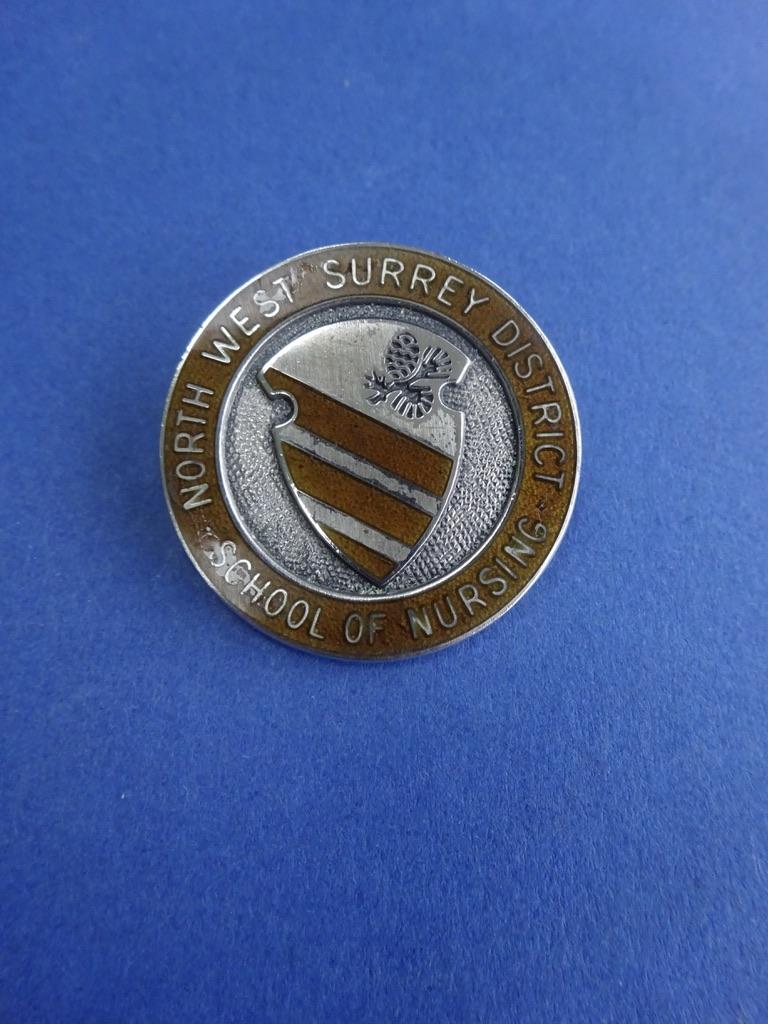 NORTH WEST SURREY DISTRICT
SCHOOL OF NURSING